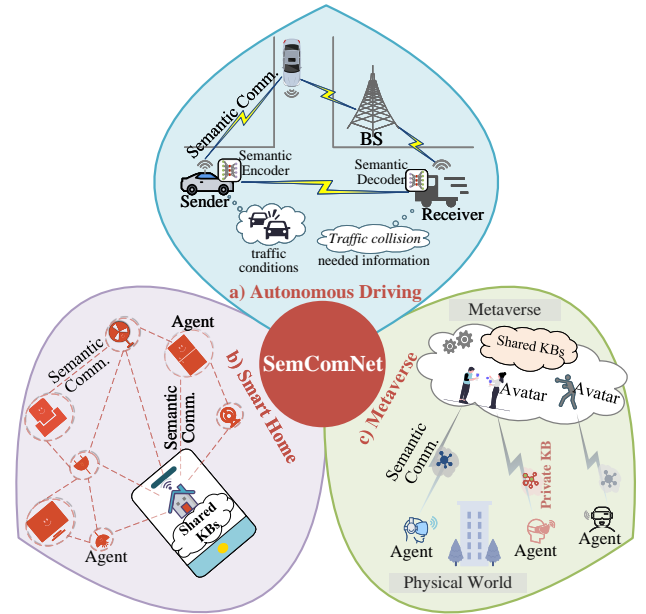 Semantic Comm.
BS
Semantic
Encoder
Semantic
Decoder
Sender
Receiver
traffic
conditions
Traffic collision
needed information
a) Autonomous Driving
SemComNet
b) Smart Home
Agent
Semantic
Comm.
Semantic
Comm.
Shared
KBs
Agent
c) Metaverse
Metaverse
Shared KBs
Avatar
Avatar
Semantic
Comm.
Private KB
Agent
Agent
Agent
Physical World